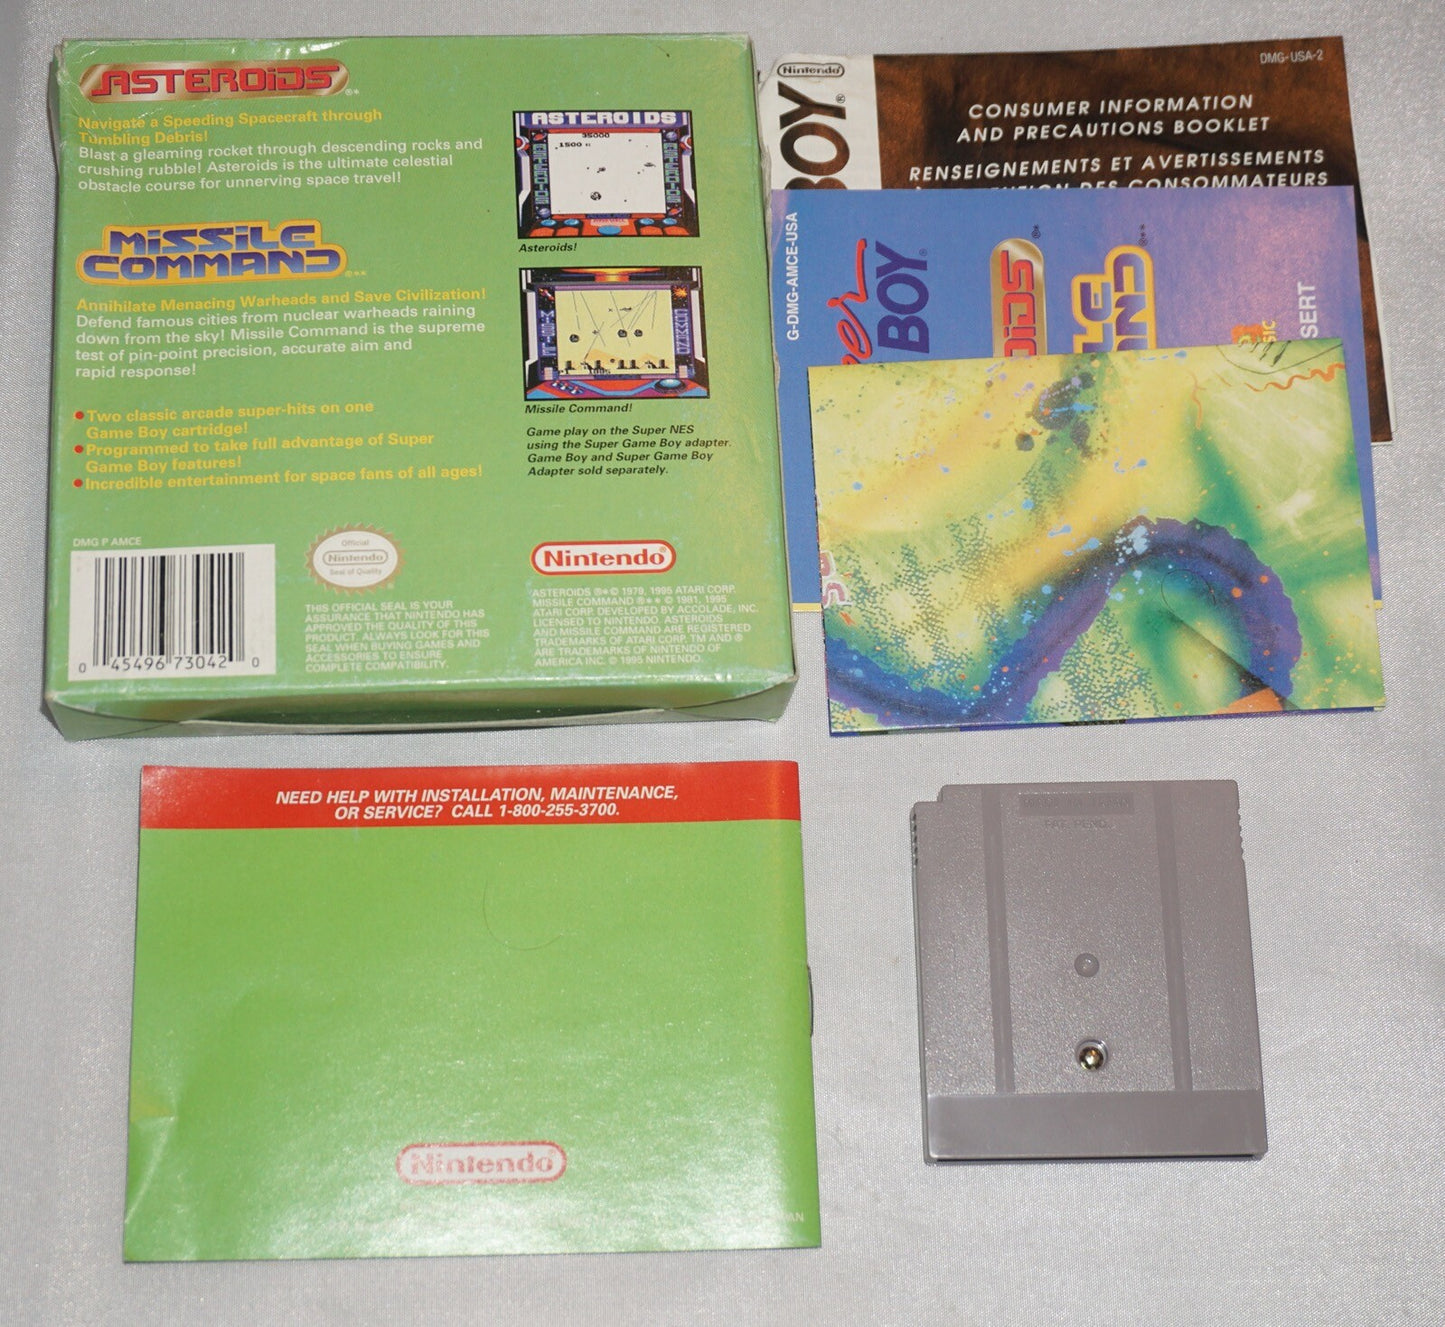 ASTEROIDS ®*
Navigate a Speeding Spacecraft through
Tumbling Debris!
Blast a gleaming rocket through descending rocks and
crushing rubble! Asteroids is the ultimate celestial
obstacle course for unnerving space travel!
MISSILE
COMMAND ®**
Annihilate Menacing Warheads and Save Civilization!
Defend famous cities from nuclear warheads raining
down from the sky! Missile Command is the supreme
test of pin-point precision, accurate aim and
rapid response!
• Two classic arcade super-hits on one
Game Boy cartridge!
• Programmed to take full advantage of Super
Game Boy features!
• Incredible entertainment for space fans of all ages!
ASTEROIDS
35000
1500
Asteroids!
Missile Command!
Game play on the Super NES
using the Super Game Boy adapter.
Game Boy and Super Game Boy
Adapter sold separately.
DMG P AMCE
0 45496 73042 0
Official
Nintendo
Seal of Quality
THIS OFFICIAL SEAL IS YOUR
ASSURANCE THAT NINTENDO HAS
APPROVED THE QUALITY OF THIS
PRODUCT. ALWAYS LOOK FOR THIS
SEAL WHEN BUYING GAMES AND
ACCESSORIES TO ENSURE
COMPLETE COMPATIBILITY.
Nintendo®
ASTEROIDS ®* © 1979, 1995 ATARI CORP.
MISSILE COMMAND ®** © 1981, 1995
ATARI CORP. DEVELOPED BY ACCOLADE, INC.
LICENSED TO NINTENDO. ASTEROIDS
AND MISSILE COMMAND ARE REGISTERED
TRADEMARKS OF ATARI CORP. TM AND ®
ARE TRADEMARKS OF NINTENDO OF
AMERICA INC. © 1995 NINTENDO.
Nintendo
BOY®
DMG-USA-2
CONSUMER INFORMATION
AND PRECAUTIONS BOOKLET
RENSEIGNEMENTS ET AVERTISSEMENTS
DES CONSOMMATEURS
G-DMG-AMCE-USA
BOY®
NEED HELP WITH INSTALLATION, MAINTENANCE,
OR SERVICE? CALL 1-800-255-3700.
Nintendo®
PAT. PEND.